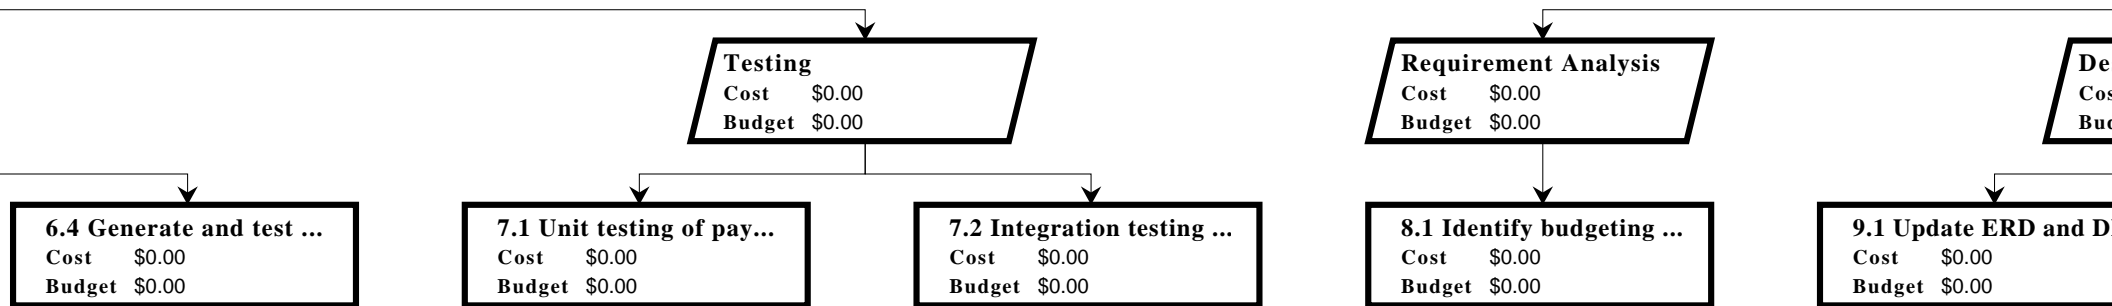 Testing
Cost $0.00
Budget $0.00
Requirement Analysis
Cost $0.00
Budget $0.00
6.4 Generate and test ...
Cost $0.00
Budget $0.00
7.1 Unit testing of pay...
Cost $0.00
Budget $0.00
7.2 Integration testing ...
Cost $0.00
Budget $0.00
8.1 Identify budgeting ...
Cost $0.00
Budget $0.00
9.1 Update ERD and
Cost $0.00
Budget $0.00